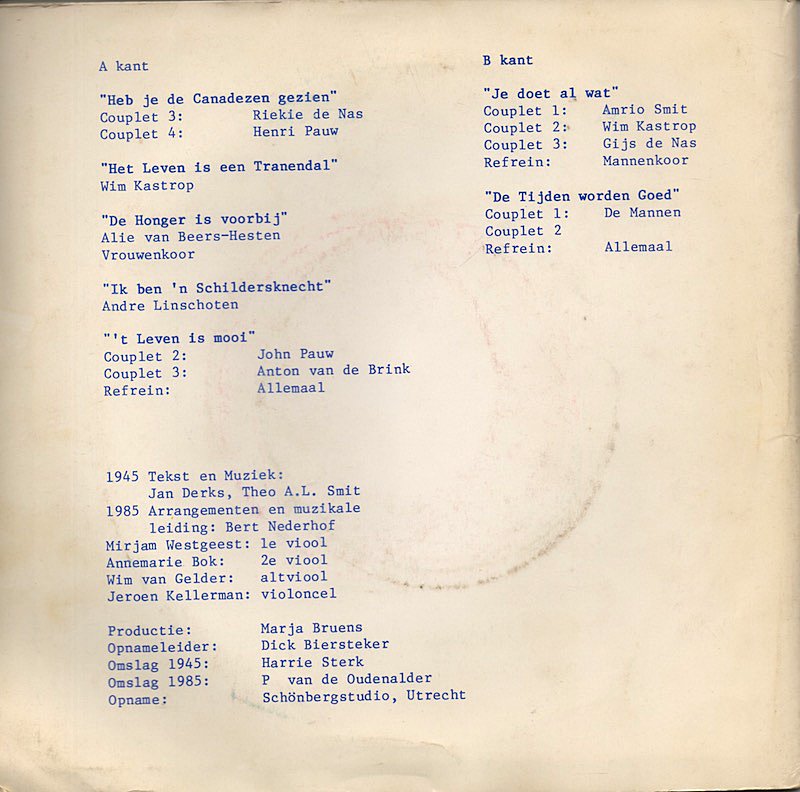 A kant
"Heb je de Canadezen gezien"
Couplet 3: Riekie de Nas
Couplet 4: Henri Pauw
"Het Leven is een Tranendal"
Wim Kastrop
"De Honger is voorbij"
Alie van Beers-Hesten
Vrouwenkoor
"Ik ben 'n Schildersknecht"
Andre Linschoten
"'t Leven is mooi"
Couplet 2: John Pauw
Couplet 3: Anton van de Brink
Refrein: Allemaal
B kant
"Je doet al wat"
Couplet 1: Amrio Smit
Couplet 2: Wim Kastrop
Couplet 3: Gijs de Nas
Refrein: Mannenkoor
"De Tijden worden Goed"
Couplet 1: De Mannen
Couplet 2
Refrein: Allemaal
1945 Tekst en Muziek:
Jan Derks, Theo A.L. Smit
1985 Arrangementen en muzikale
leiding: Bert Nederhof
Mirjam Westgeest: 1e viool
Annemarie Bok: 2e viool
Wim van Gelder: altviool
Jeroen Kellerman: violoncel
Productie: Marja Bruens
Opnameleider: Dick Biersteker
Omslag 1945: Harrie Sterk
Omslag 1985: P van de Oudenalder
Opname: Schönbergstudio, Utrecht